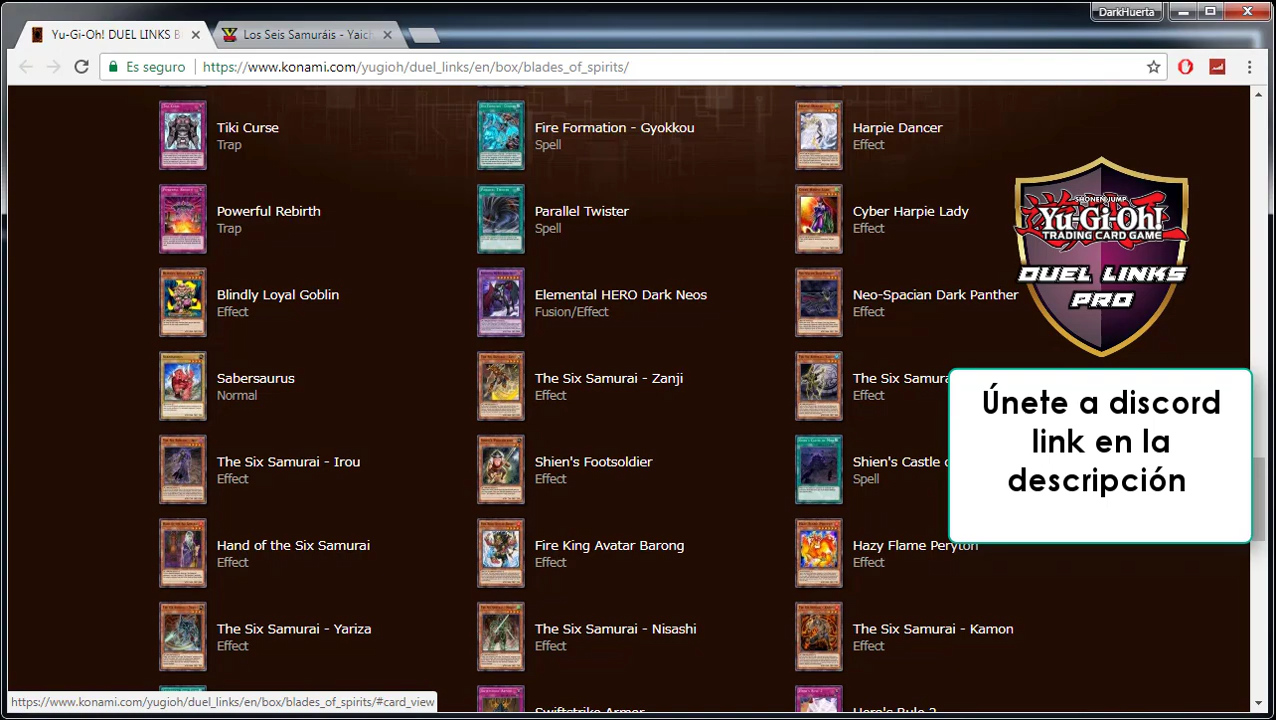 DarkHuerta
Yu-Gi-Oh! DUEL LINKS B
Los Seis Samuráis - Yaich
Es seguro
https://www.konami.com/yugioh/duel_links/en/box/blades_of_spirits/
Tiki Curse
Trap
Fire Formation - Gyokkou
Spell
Harpie Dancer
Effect
Powerful Rebirth
Trap
Parallel Twister
Spell
Cyber Harpie Lady
Effect
SHONEN JUMP
Yu-Gi-Oh!
TRADING CARD GAME
DUEL LINKS
PRO
Blindly Loyal Goblin
Effect
Elemental HERO Dark Neos
Fusion/Effect
Neo-Spacian Dark Panther
Effect
Sabersaurus
Normal
The Six Samurai - Zanji
Effect
The Six Samura
Effect
Únete a discord
link en la
descripción
The Six Samurai - Irou
Effect
Shien's Footsoldier
Effect
Shien's Castle
Spell
Hand of the Six Samurai
Effect
Fire King Avatar Barong
Effect
Hazy Flame Peryton
Effect
The Six Samurai - Yariza
Effect
The Six Samurai - Nisashi
Effect
The Six Samurai - Kamon
Effect
https://www.konami.com/yugioh/duel_links/en/box/blades_of_spirits/#card_view
Swiftstrike Armor
Hero's Rule 2